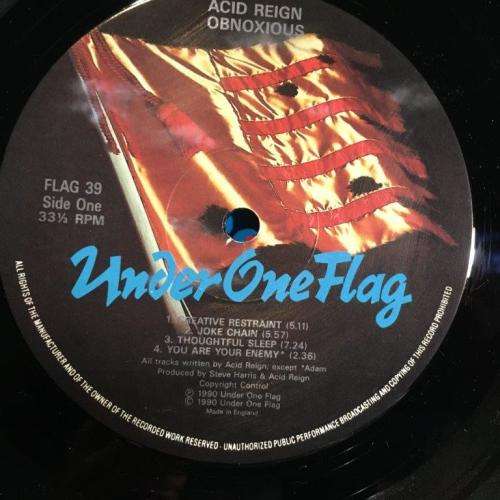 ACID REIGN
OBNOXIOUS
FLAG 39
Side One
33⅓ RPM
Under One Flag
1. CREATIVE RESTRAINT (5.11)
2. JOKE CHAIN (5.57)
3. THOUGHTFUL SLEEP (7.24)
4. YOU ARE YOUR ENEMY* (2.36)
All tracks written by Acid Reign, except *Adam
Produced by Steve Harris & Acid Reign
Copyright Control
Ⓟ 1990 Under One Flag
© 1990 Under One Flag
Made in England
ALL RIGHTS OF THE MANUFACTURER AND OF THE OWNER OF THE RECORDED WORK RESERVED - UNAUTHORIZED PUBLIC PERFORMANCE BROADCASTING AND COPYING OF THIS RECORD PROHIBITED